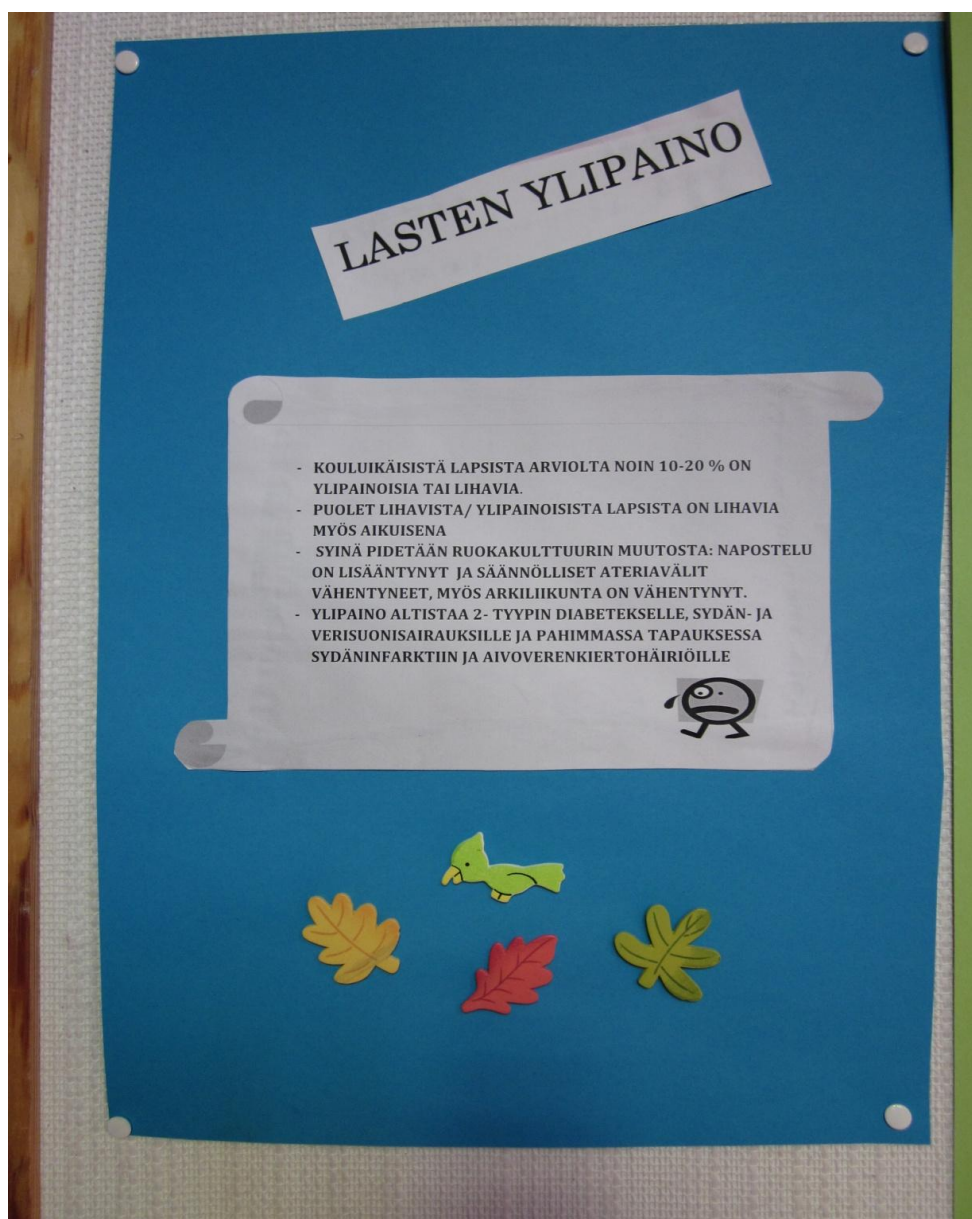 LASTEN YLIPAINO
- KOULUIKÄISISTÄ LAPSISTA ARVIOLTA NOIN 10-20 % ON
YLIPAINOISIA TAI LIHAVIA.
- PUOLET LIHAVISTA/ YLIPAINOISISTA LAPSISTA ON LIHAVIA
MYÖS AIKUISENA
- SYINÄ PIDETÄÄN RUOKAKULTTUURIN MUUTOSTA: NAPOSTELU
ON LISÄÄNTYNYT JA SÄÄNNÖLLISET ATERIAVÄLIT
VÄHENTYNEET, MYÖS ARKILIIKUNTA ON VÄHENTYNYT.
- YLIPAINO ALTISTAA 2- TYYPIN DIABETEKSELLE, SYDÄN- JA
VERISUONISAIRAUKSILLE JA PAHIMMASSA TAPAUKSESSA
SYDÄNINFARKTIIN JA AIVOVERENKIERTOHÄIRIÖILLE